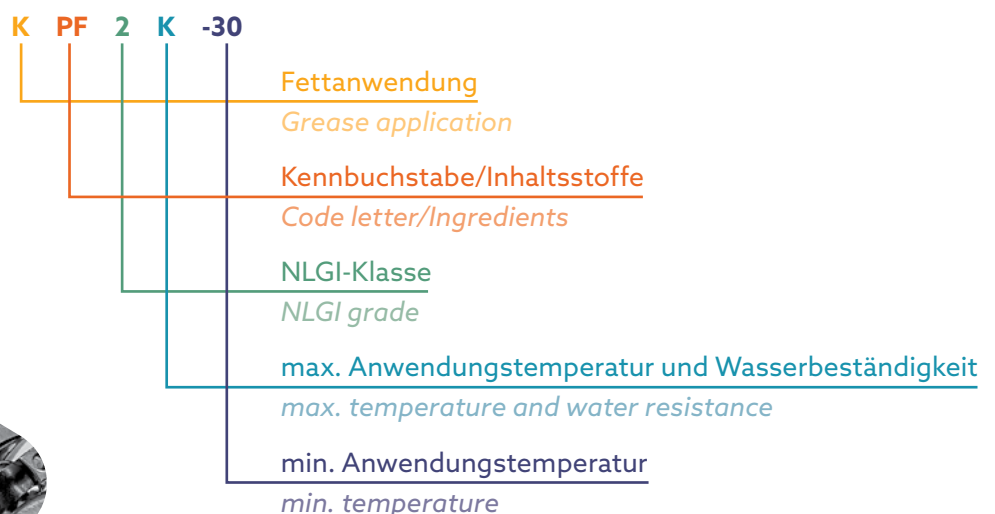 K PF 2 K -30
Fettanwendung
Grease application
Kennbuchstabe/Inhaltsstoffe
Code letter/Ingredients
NLGI-Klasse
NLGI grade
max. Anwendungstemperatur und Wasserbeständigkeit
max. temperature and water resistance
min. Anwendungstemperatur
min. temperature